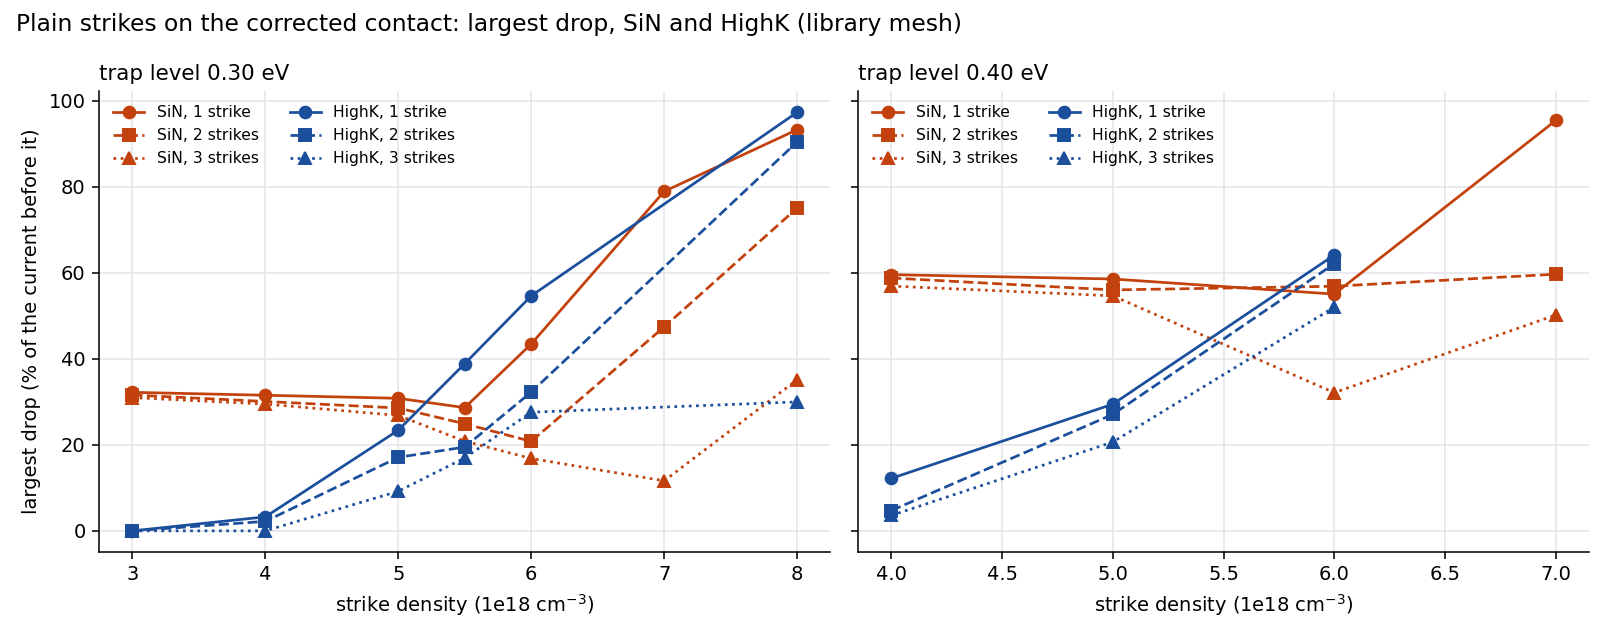 Plain strikes on the corrected contact: largest drop, SiN and HighK (library mesh)
trap level 0.30 eV
SiN, 1 strike
SiN, 2 strikes
SiN, 3 strikes
HighK, 1 strike
HighK, 2 strikes
HighK, 3 strikes
largest drop (% of the current before it)
100
80
60
40
20
0
3 4 5 6 7 8
strike density (1e18 cm⁻³)
trap level 0.40 eV
SiN, 1 strike
SiN, 2 strikes
SiN, 3 strikes
HighK, 1 strike
HighK, 2 strikes
HighK, 3 strikes
4.0 4.5 5.0 5.5 6.0 6.5 7.0
strike density (1e18 cm⁻³)